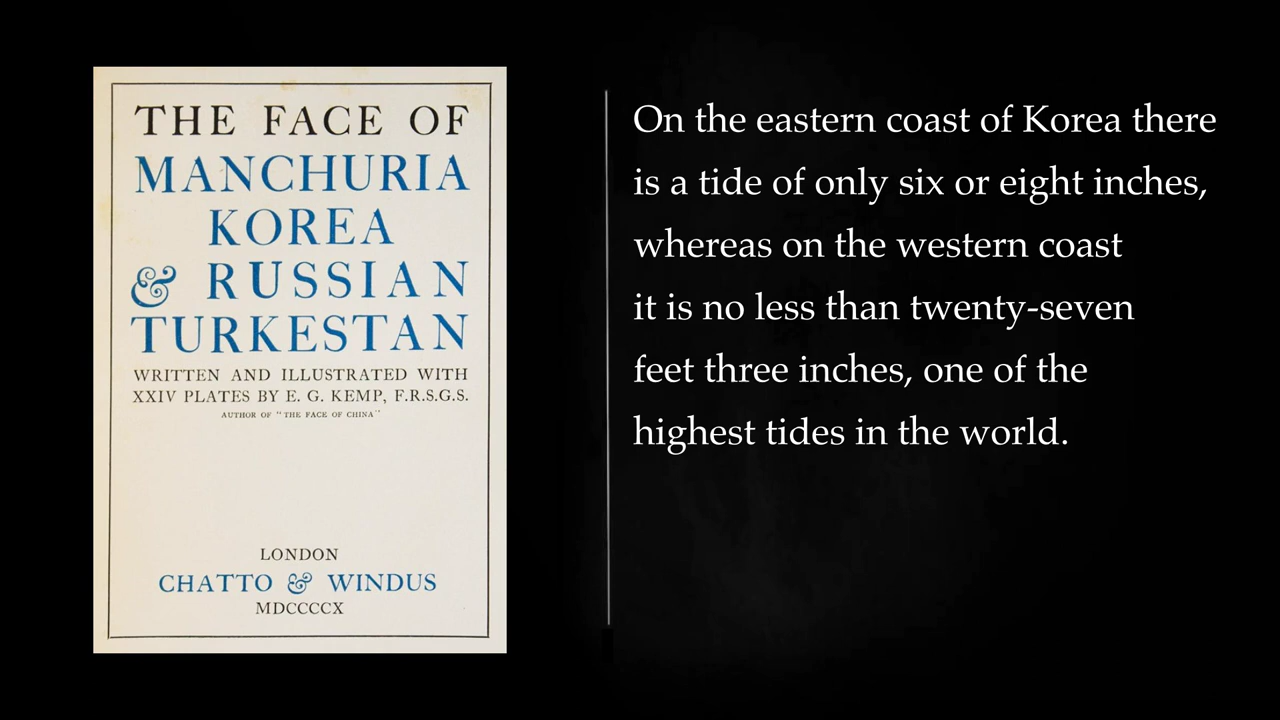 THE FACE OF
MANCHURIA
KOREA
& RUSSIAN
TURKESTAN
WRITTEN AND ILLUSTRATED WITH
XXIV PLATES BY E. G. KEMP, F.R.S.G.S.
AUTHOR OF "THE FACE OF CHINA"
LONDON
CHATTO & WINDUS
MDCCCCX
On the eastern coast of Korea there
is a tide of only six or eight inches,
whereas on the western coast
it is no less than twenty-seven
feet three inches, one of the
highest tides in the world.